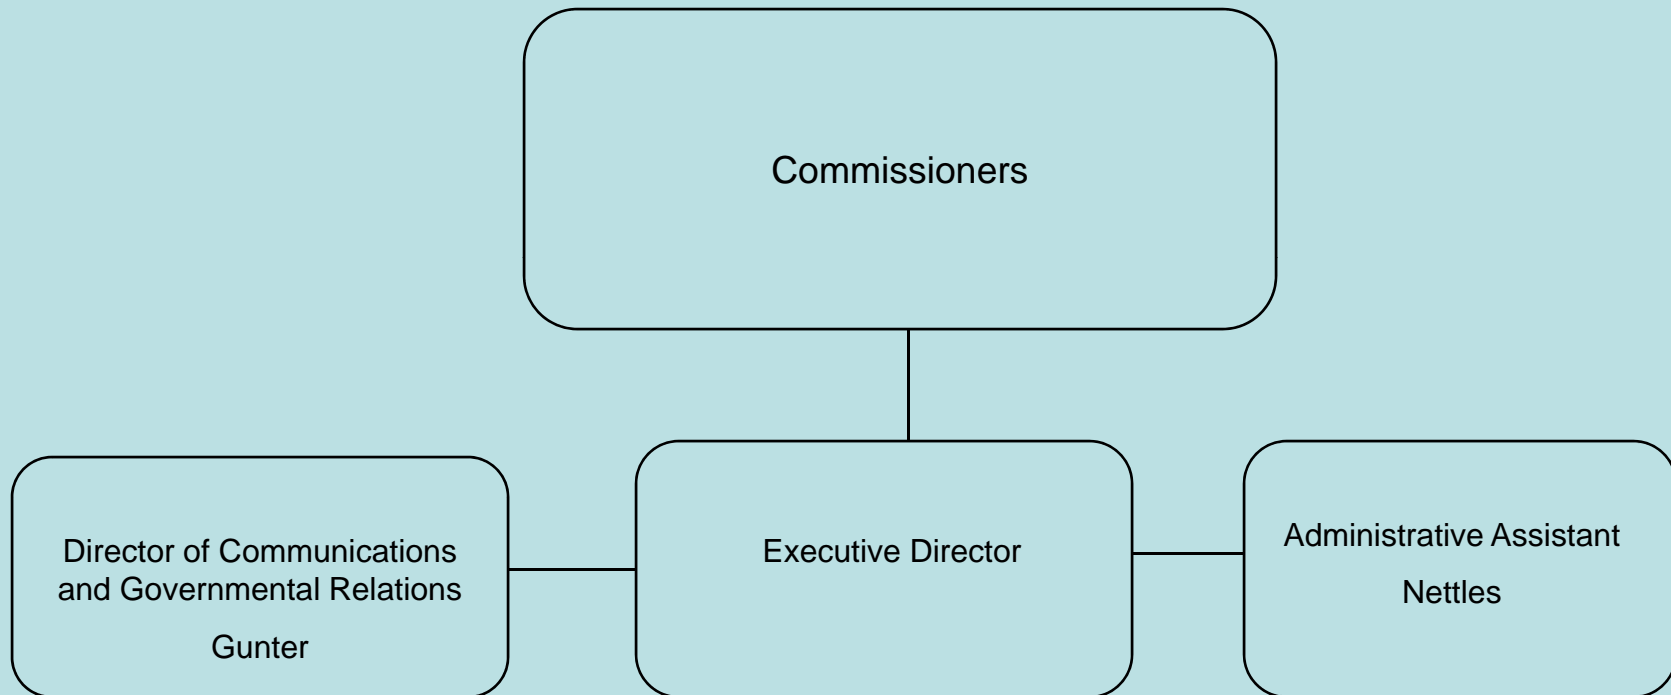 Commissioners
Director of Communications
and Governmental Relations
Gunter
Executive Director
Administrative Assistant
Nettles